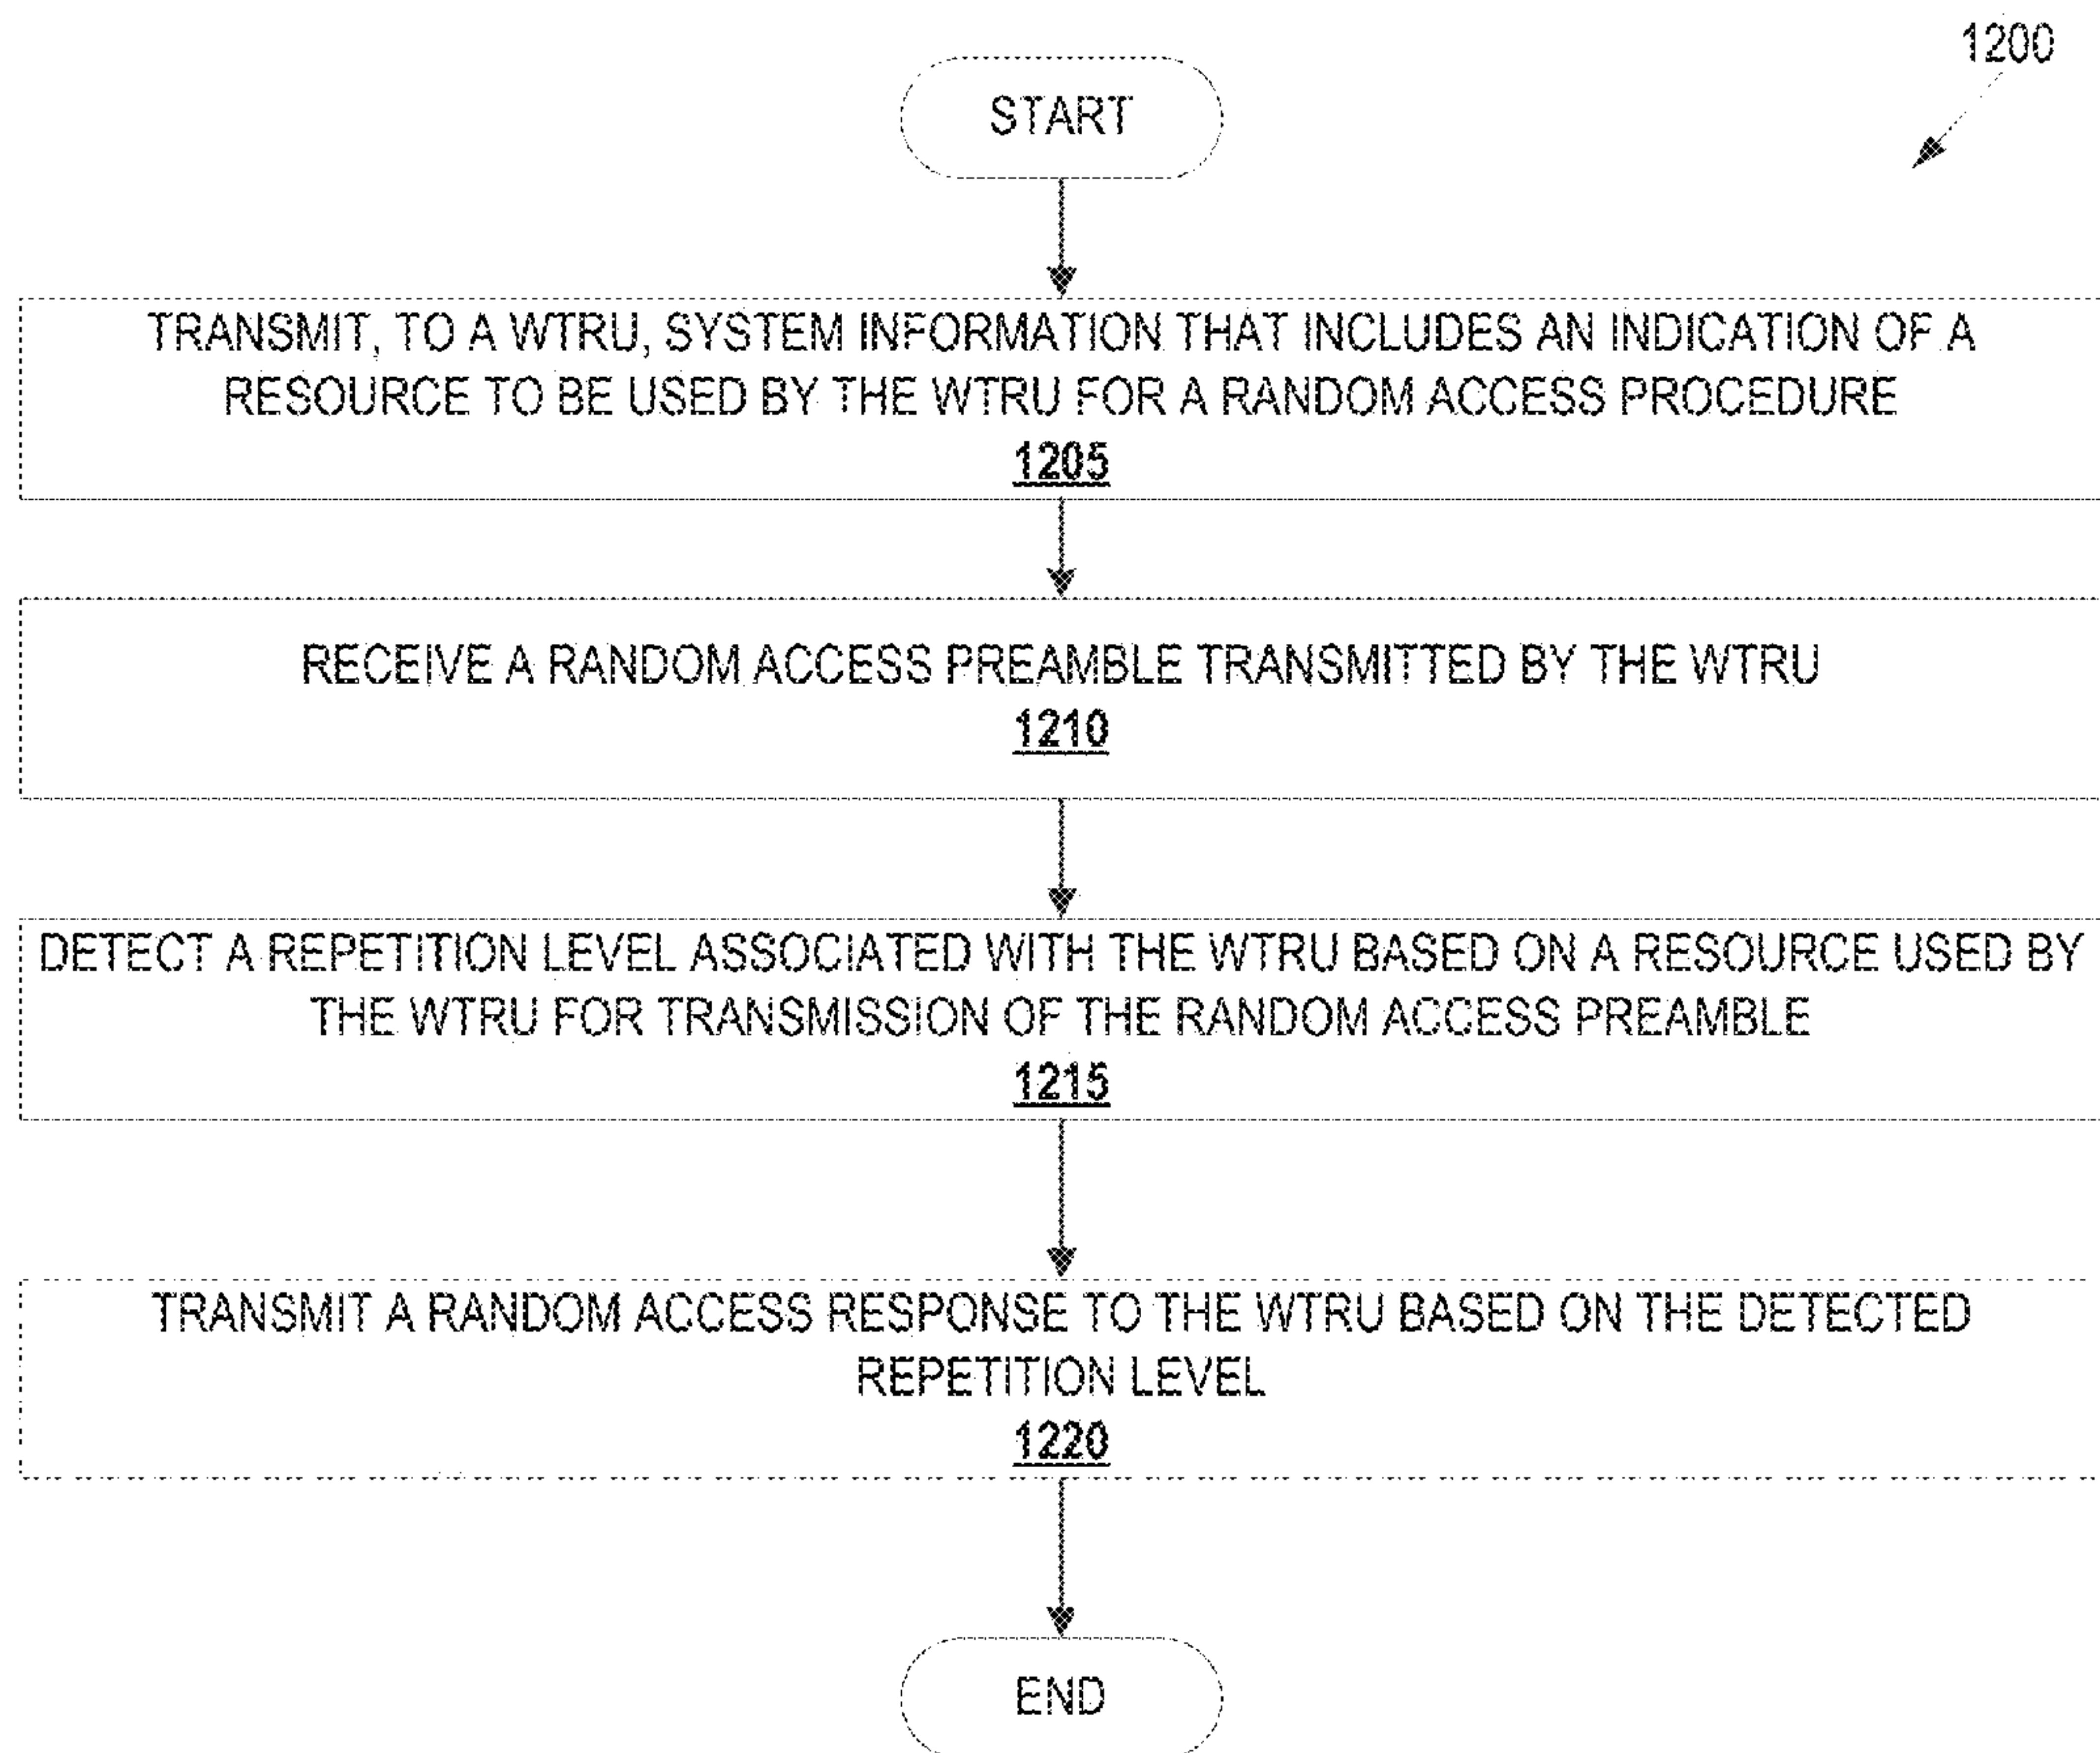 1200
START
TRANSMIT, TO A WTRU, SYSTEM INFORMATION THAT INCLUDES AN INDICATION OF A
RESOURCE TO BE USED BY THE WTRU FOR A RANDOM ACCESS PROCEDURE
1205
RECEIVE A RANDOM ACCESS PREAMBLE TRANSMITTED BY THE WTRU
1210
DETECT A REPETITION LEVEL ASSOCIATED WITH THE WTRU BASED ON A RESOURCE USED BY
THE WTRU FOR TRANSMISSION OF THE RANDOM ACCESS PREAMBLE
1215
TRANSMIT A RANDOM ACCESS RESPONSE TO THE WTRU BASED ON THE DETECTED
REPETITION LEVEL
1220
END